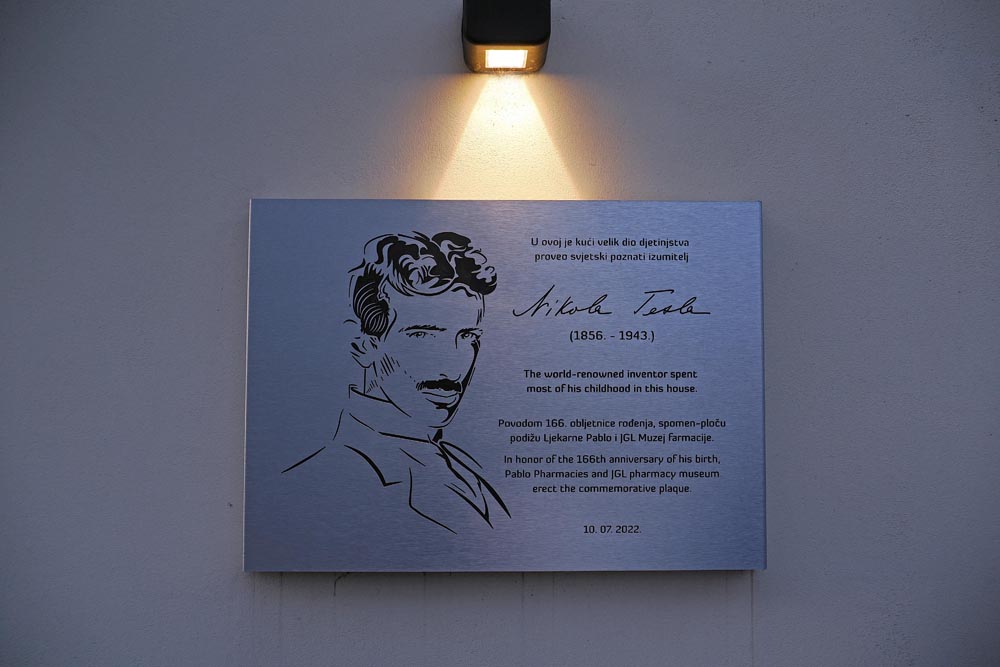 U ovoj je kući velik dio djetinjstva
proveo svjetski poznati izumitelj
Nikola Tesla
(1856. - 1943.)
The world-renowned inventor spent
most of his childhood in this house.
Povodom 166. obljetnice rođenja, spomen-ploču
podižu Ljekarne Pablo i JGL Muzej farmacije.
In honor of the 166th anniversary of his birth,
Pablo Pharmacies and JGL pharmacy museum
erect the commemorative plaque.
10. 07. 2022.